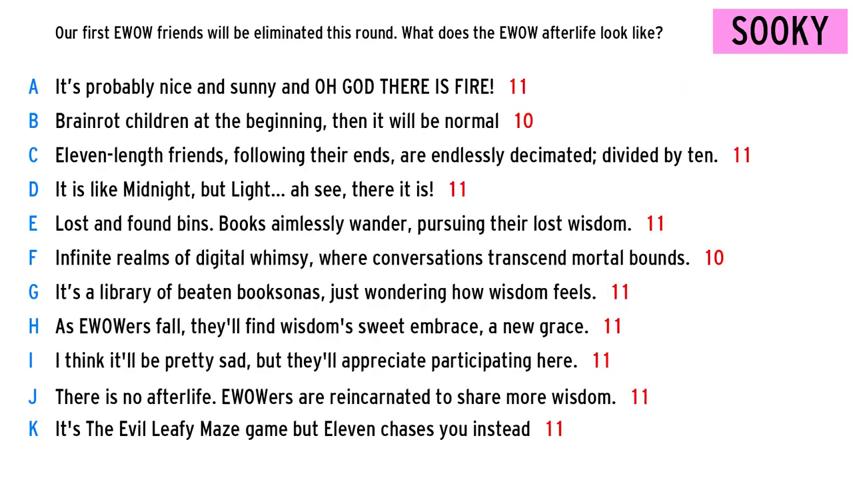 Our first EWOW friends will be eliminated this round. What does the EWOW afterlife look like?
SOOKY
A It's probably nice and sunny and OH GOD THERE IS FIRE! 11
B Brainrot children at the beginning, then it will be normal 10
C Eleven-length friends, following their ends, are endlessly decimated; divided by ten. 11
D It is like Midnight, but Light... ah see, there it is! 11
E Lost and found bins. Books aimlessly wander, pursuing their lost wisdom. 11
F Infinite realms of digital whimsy, where conversations transcend mortal bounds. 10
G It's a library of beaten booksonas, just wondering how wisdom feels. 11
H As EWOWers fall, they'll find wisdom's sweet embrace, a new grace. 11
I I think it'll be pretty sad, but they'll appreciate participating here. 11
J There is no afterlife. EWOWers are reincarnated to share more wisdom. 11
K It's The Evil Leafy Maze game but Eleven chases you instead 11